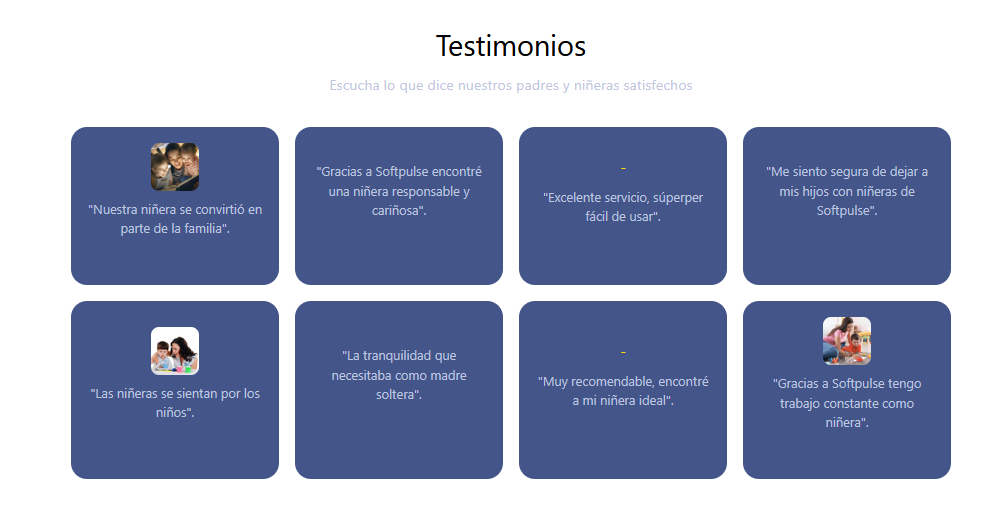 Testimonios
Escucha lo que dice nuestros padres y niñeras satisfechos
"Nuestra niñera se convirtió en
parte de la familia".
"Gracias a Softpulse encontré
una niñera responsable y
cariñosa".
-
"Excelente servicio, súperper
fácil de usar".
"Me siento segura de dejar a
mis hijos con niñeras de
Softpulse".
"Las niñeras se sientan por los
niños".
"La tranquilidad que
necesitaba como madre
soltera".
-
"Muy recomendable, encontré
a mi niñera ideal".
"Gracias a Softpulse tengo
trabajo constante como
niñera".